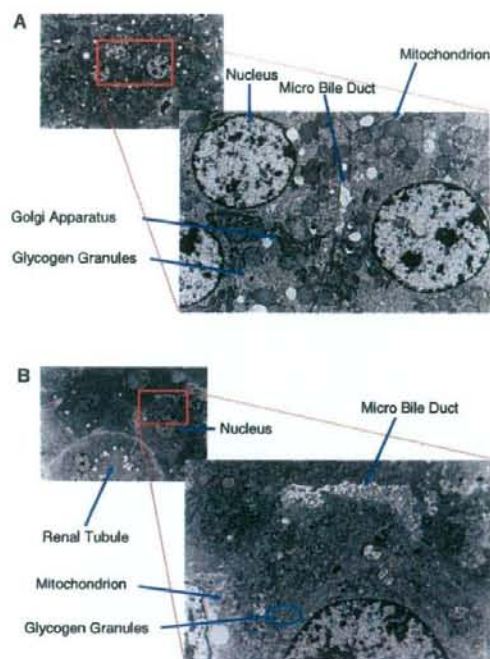 A
Nucleus
Mitochondrion
Micro Bile Duct
Golgi Apparatus
Glycogen Granules
B
Micro Bile Duct
Nucleus
Renal Tubule
Mitochondrion
Glycogen Granules